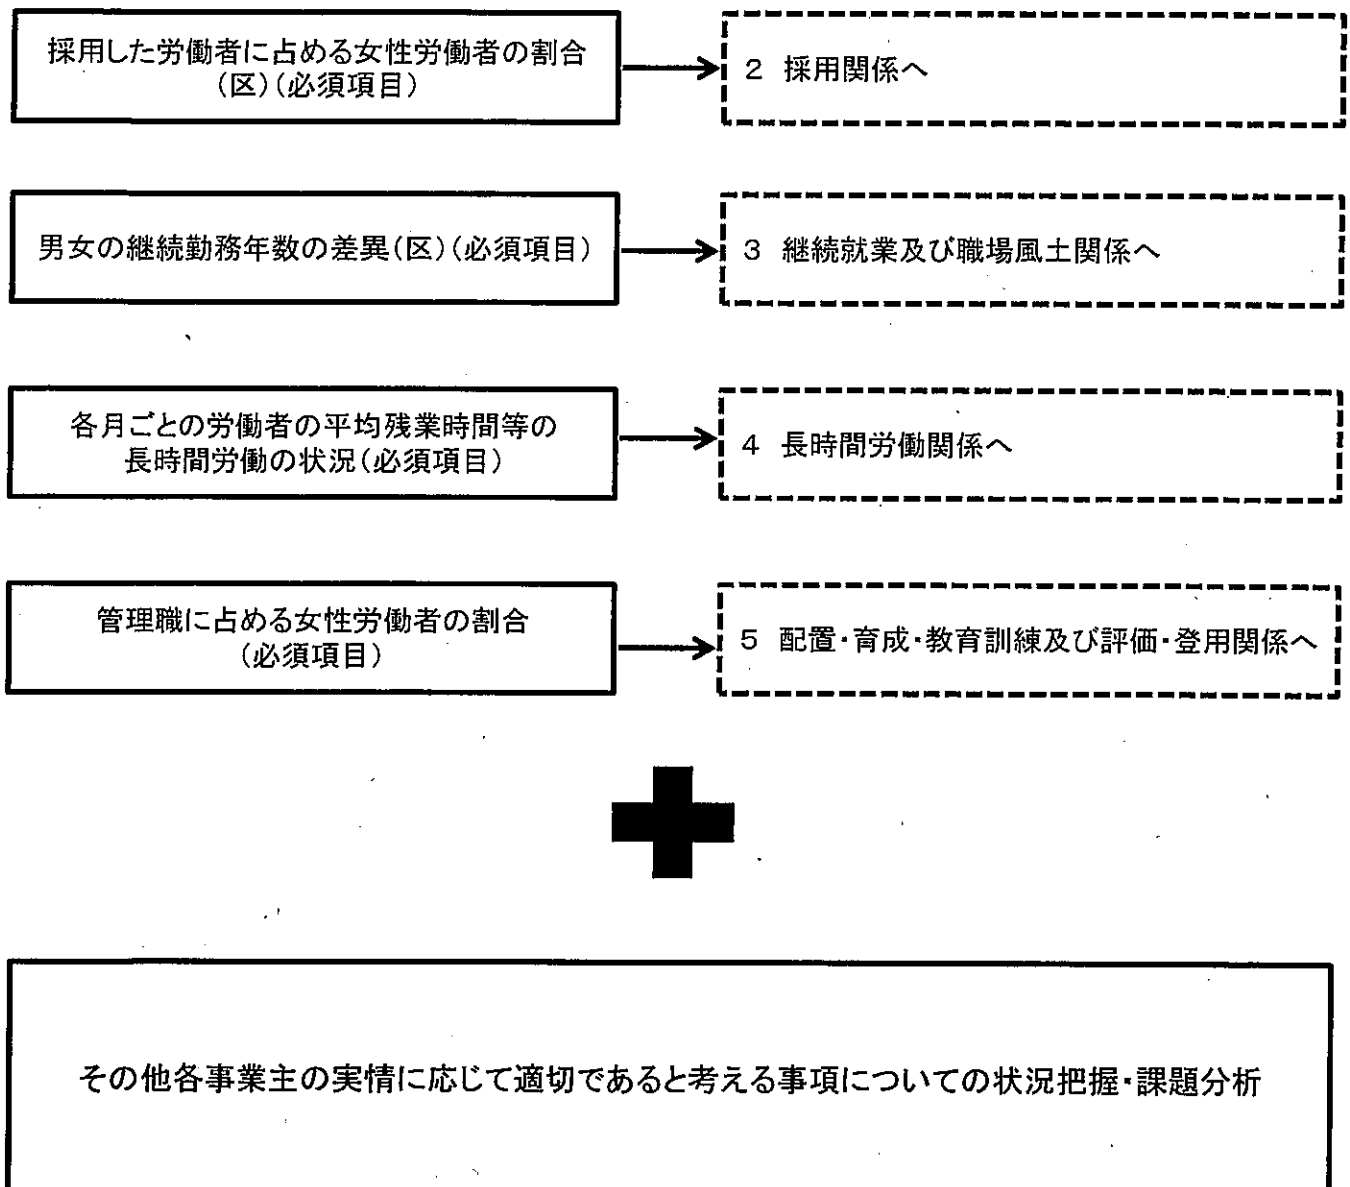 採用した労働者に占める女性労働者の割合
(区)(必須項目)
2 採用関係へ
男女の継続勤務年数の差異(区)(必須項目)
3 継続就業及び職場風土関係へ
各月ごとの労働者の平均残業時間等の
長時間労働の状況(必須項目)
4 長時間労働関係へ
管理職に占める女性労働者の割合
(必須項目)
5 配置・育成・教育訓練及び評価・登用関係へ
その他各事業主の実情に応じて適切であると考える事項についての状況把握・課題分析